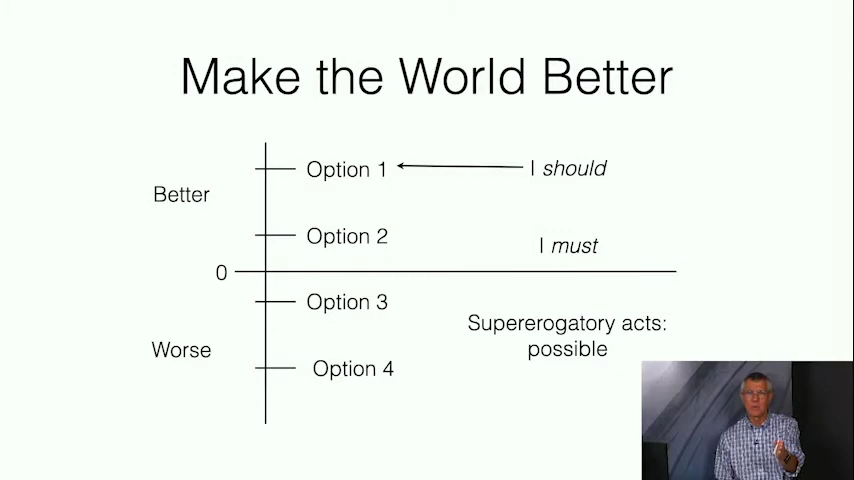 Make the World Better
Option 1
I should
Better
Option 2
I must
0
Option 3
Supererogatory acts:
possible
Worse
Option 4